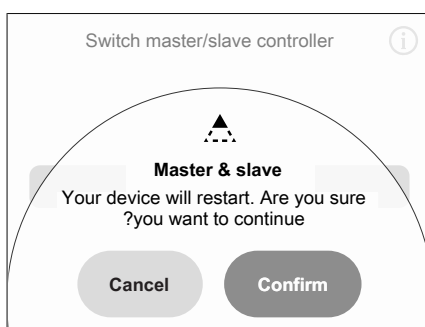 Switch master/slave controller
Master & slave
Your device will restart. Are you sure
?you want to continue
Cancel
Confirm